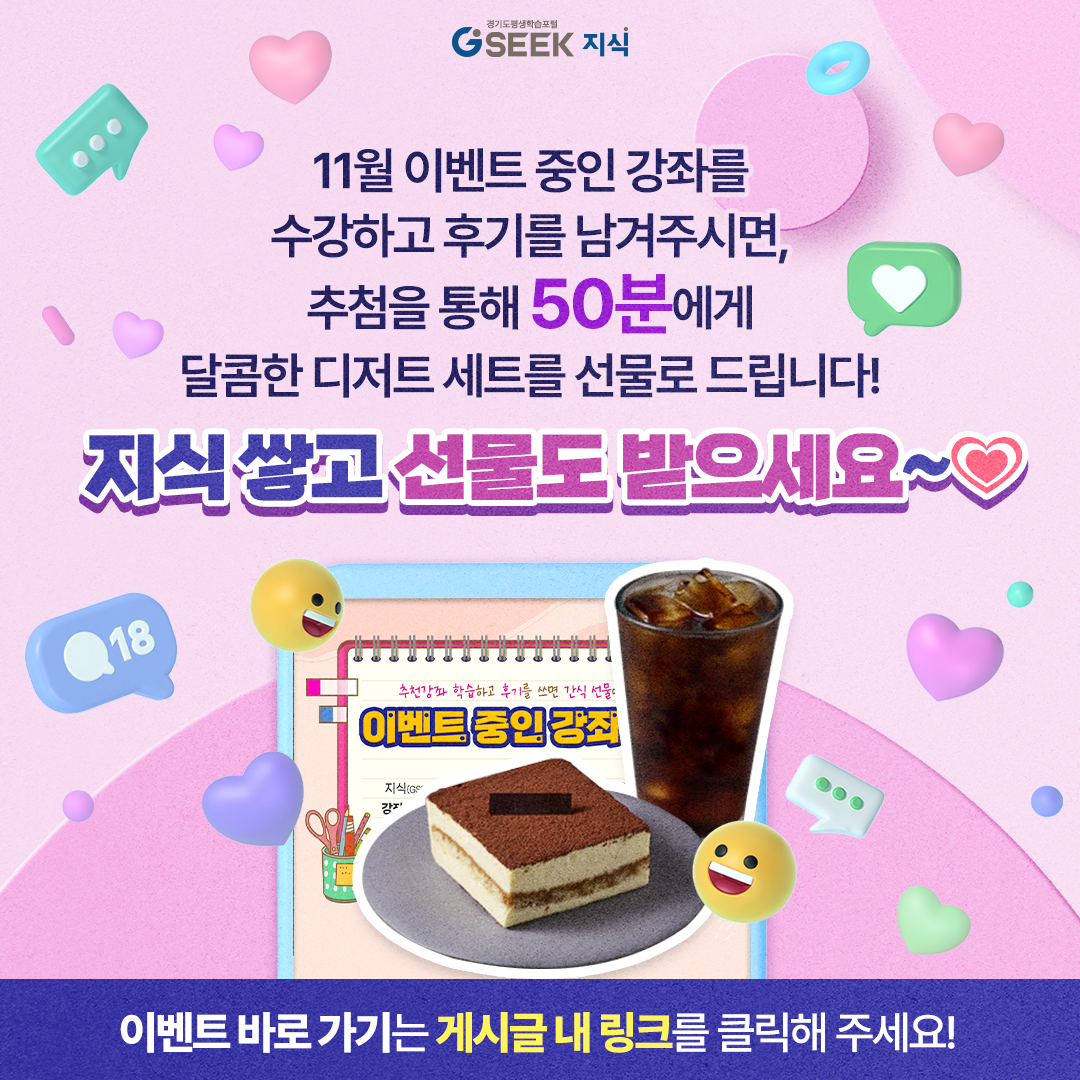 경기도평생학습포털
GSEEK 지식
11월 이벤트 중인 강좌를
수강하고 후기를 남겨주시면,
추첨을 통해 50분에게
달콤한 디저트 세트를 선물로 드립니다!
지식 쌓고 선물도 받으세요~
18
추천강좌 학습하고 후기를 쓰면 간식 선물이
이벤트 중인 강좌
지식(GS
강좌
이벤트 바로 가기는 게시글 내 링크를 클릭해 주세요!